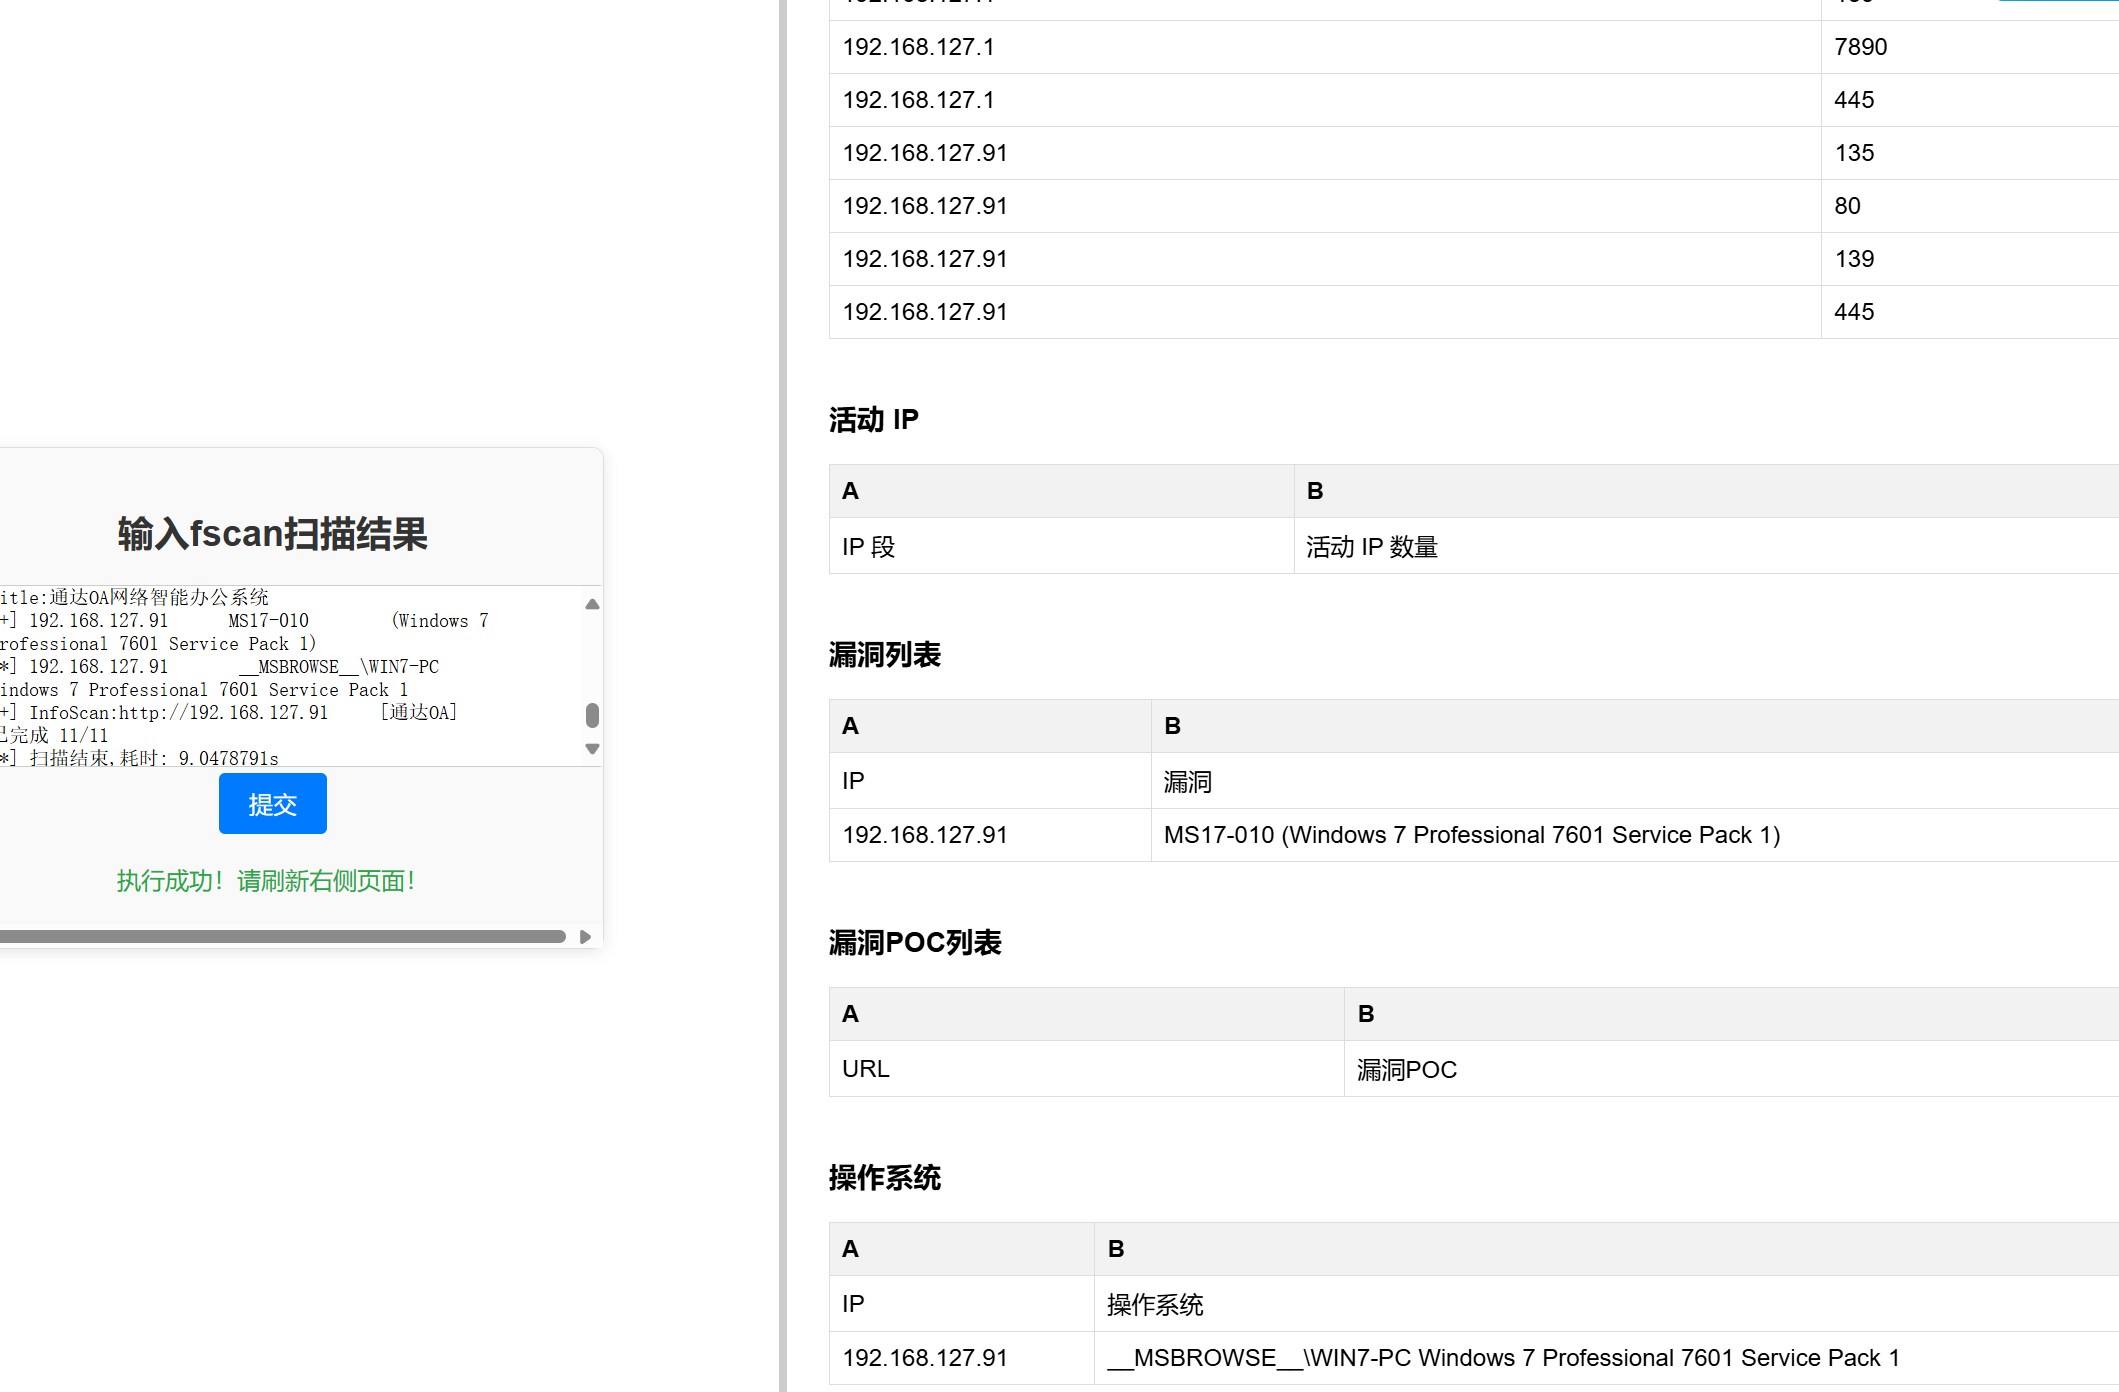 输入fscan扫描结果
itle:通达OA网络智能办公系统
+] 192.168.127.91 MS17-010 (Windows 7
rofessional 7601 Service Pack 1)
*] 192.168.127.91 __MSBROWSE__\WIN7-PC
indows 7 Professional 7601 Service Pack 1
+] InfoScan:http://192.168.127.91 [通达OA]
已完成 11/11
*] 扫描结束,耗时: 9.0478791s
提交
执行成功！请刷新右侧页面！
192.168.127.1 7890
192.168.127.1 445
192.168.127.91 135
192.168.127.91 80
192.168.127.91 139
192.168.127.91 445
活动 IP
A B
IP 段 活动 IP 数量
漏洞列表
A B
IP 漏洞
192.168.127.91 MS17-010 (Windows 7 Professional 7601 Service Pack 1)
漏洞POC列表
A B
URL 漏洞POC
操作系统
A B
IP 操作系统
192.168.127.91 __MSBROWSE__\WIN7-PC Windows 7 Professional 7601 Service Pack 1